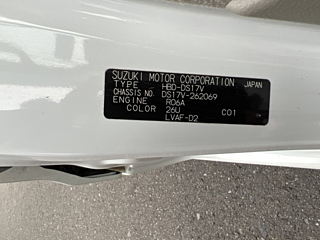 SUZUKI MOTOR CORPORATION JAPAN
TYPE HBD-DS17V
CHASSIS NO. DS17V-262069
ENGINE R06A
COLOR 26U C01
LVAF-D2